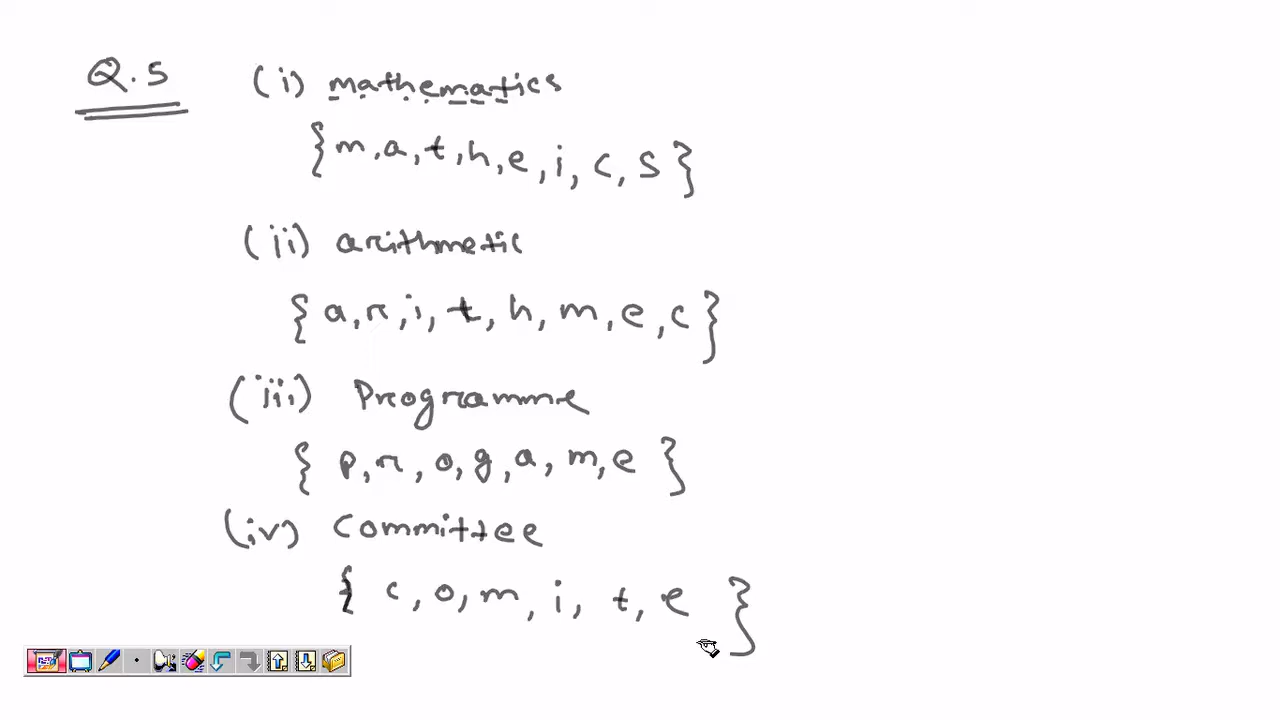 Q.5 (i) mathematics
{m,a,t,h,e,i,c,s}
(ii) arithmetic
{a,r,i,t,h,m,e,c}
(iii) Programme
{p,r,o,g,a,m,e}
(iv) Committee
{c,o,m,i,t,e}